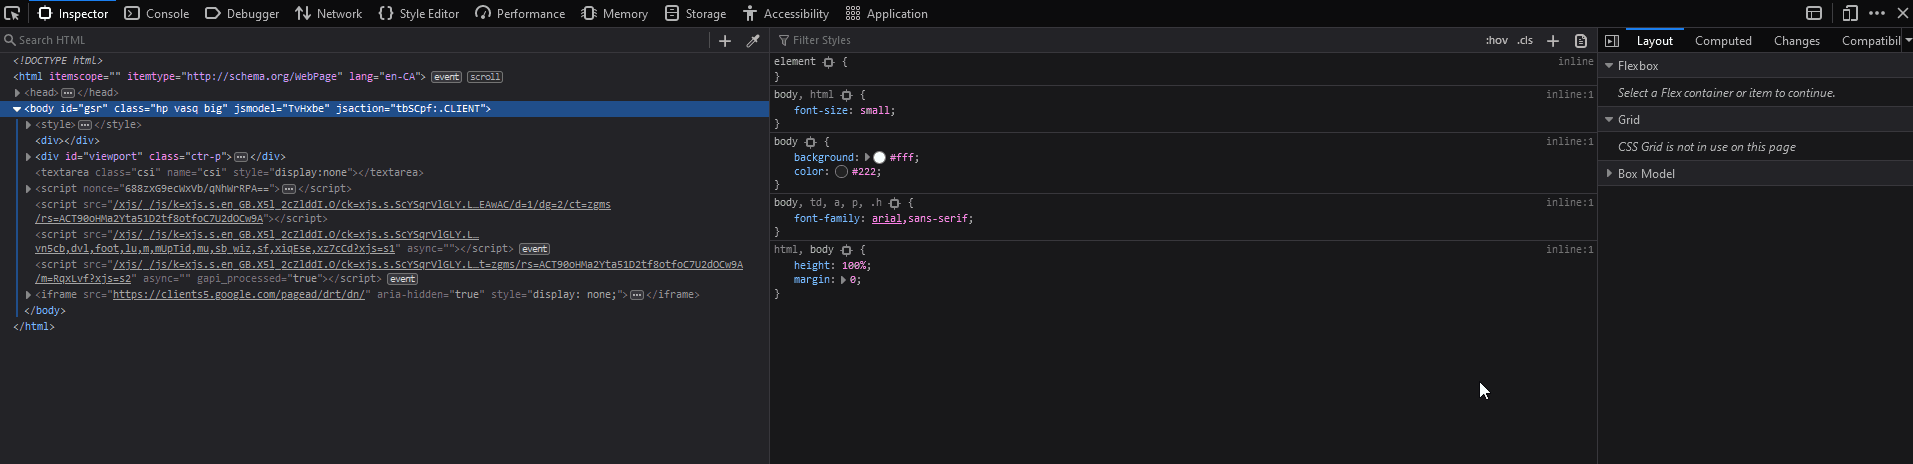 Inspector Console Debugger Network Style Editor Performance Memory Storage Accessibility Application
Search HTML
<!DOCTYPE html>
<html itemscope="" itemtype="http://schema.org/WebPage" lang="en-CA"> event scroll
<head> </head>
<body id="gsr" class="hp vasq big" jsmodel="TvHxbe" jsaction="tbSCpf:.CLIENT">
<style> </style>
<div></div>
<div id="viewport" class="ctr-p"> </div>
<textarea class="csi" name="csi" style="display:none"></textarea>
<script nonce="688zxG9ecWxVb/qNhWrRPA=="> </script>
<script src="/xjs/_/js/k=xjs.s.en_GB.X5l_2cZlddI.O/ck=xjs.s.ScYSqrVlGLY.L…EAwAC/d=1/dg=2/ct=zgms
/rs=ACT90oHMa2Yta51D2tf8otfoC7U2dOCw9A"></script>
<script src="/xjs/_/js/k=xjs.s.en_GB.X5l_2cZlddI.O/ck=xjs.s.ScYSqrVlGLY.L…
vn5cb,dvl,foot,lu,m,mUpTid,mu,sb_wiz,sf,xiqEse,xz7cCd?xjs=s1" async=""></script> event
<script src="/xjs/_/js/k=xjs.s.en_GB.X5l_2cZlddI.O/ck=xjs.s.ScYSqrVlGLY.L…t=zgms/rs=ACT90oHMa2Yta51D2tf8otfoC7U2dOCw9A
/m=RqxLvf?xjs=s2" async="" gapi_processed="true"></script> event
<iframe src="https://clients5.google.com/pagead/drt/dn/" aria-hidden="true" style="display: none;"> </iframe>
</body>
</html>
Filter Styles :hov .cls
element { inline
}
body, html { inline:1
font-size: small;
}
body { inline:1
background: #fff;
color: #222;
}
body, td, a, p, .h { inline:1
font-family: arial,sans-serif;
}
html, body { inline:1
height: 100%;
margin: 0;
}
Layout Computed Changes Compatibil
Flexbox
Select a Flex container or item to continue.
Grid
CSS Grid is not in use on this page
Box Model